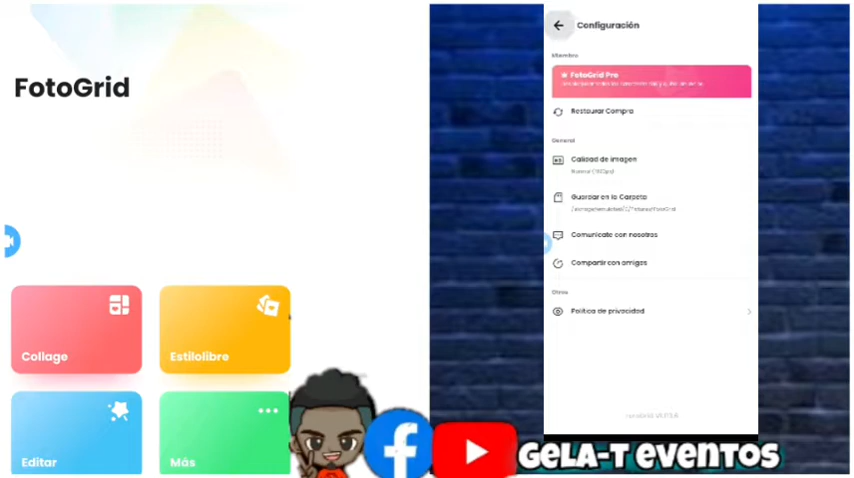 FotoGrid
Collage
Estilolibre
Editar
Más
Configuración
Miembro
FotoGrid Pro
Restaurar Compra
General
Calidad de imagen
Guardar en la Carpeta
Comunícate con nosotros
Compartir con amigos
Otros
Política de privacidad
GELA-T EVENTOS